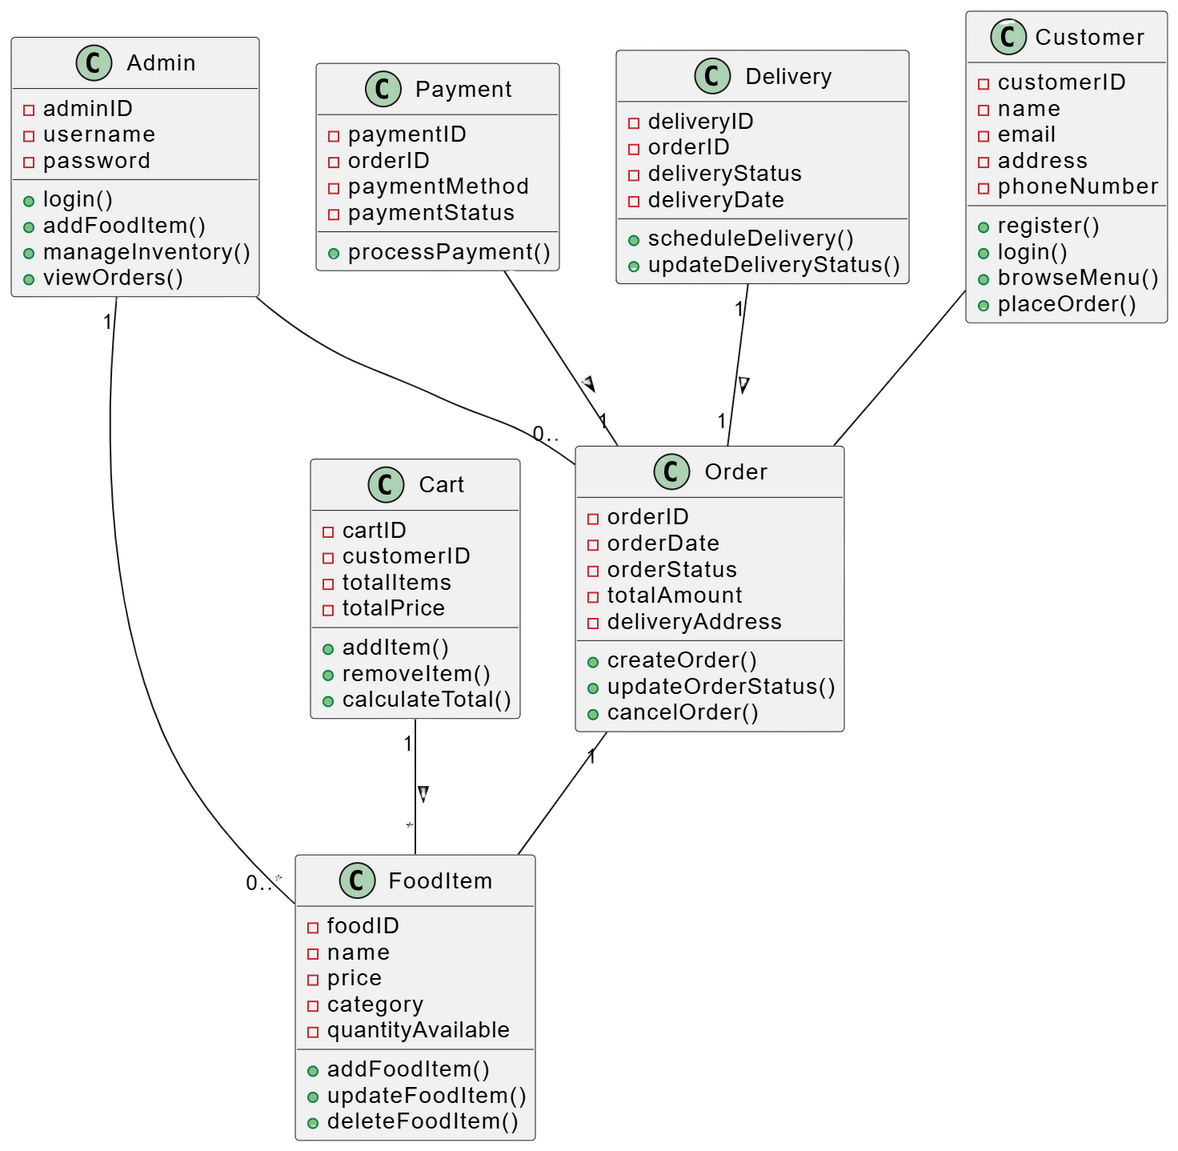 C Admin
adminID
username
password
login()
addFoodItem()
manageInventory()
viewOrders()
C Payment
paymentID
orderID
paymentMethod
paymentStatus
processPayment()
C Delivery
deliveryID
orderID
deliveryStatus
deliveryDate
scheduleDelivery()
updateDeliveryStatus()
C Customer
customerID
name
email
address
phoneNumber
register()
login()
browseMenu()
placeOrder()
1
1
0..
1
1
C Cart
cartID
customerID
totalItems
totalPrice
addItem()
removeItem()
calculateTotal()
C Order
orderID
orderDate
orderStatus
totalAmount
deliveryAddress
createOrder()
updateOrderStatus()
cancelOrder()
1
1
*
0..*
C FoodItem
foodID
name
price
category
quantityAvailable
addFoodItem()
updateFoodItem()
deleteFoodItem()